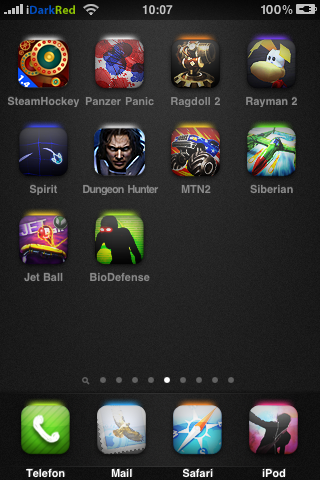 iDarkRed 10:07 100%
SteamHockey Panzer Panic Ragdoll 2 Rayman 2
Spirit Dungeon Hunter MTN2 Siberian
JET
Jet Ball BioDefense
Telefon Mail Safari iPod